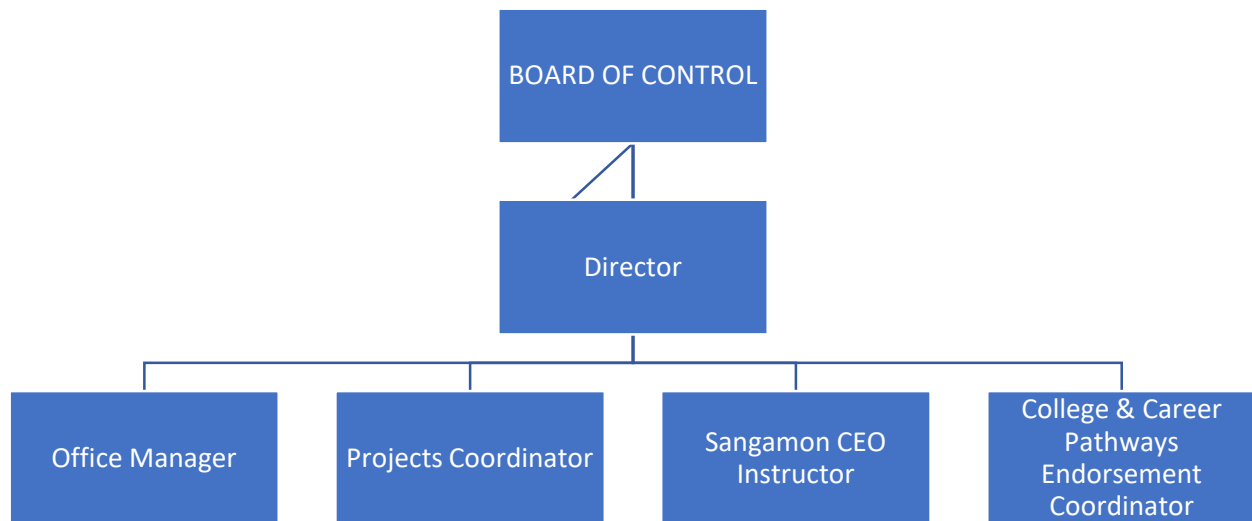 BOARD OF CONTROL
Director
Office Manager
Projects Coordinator
Sangamon CEO
Instructor
College & Career
Pathways
Endorsement
Coordinator